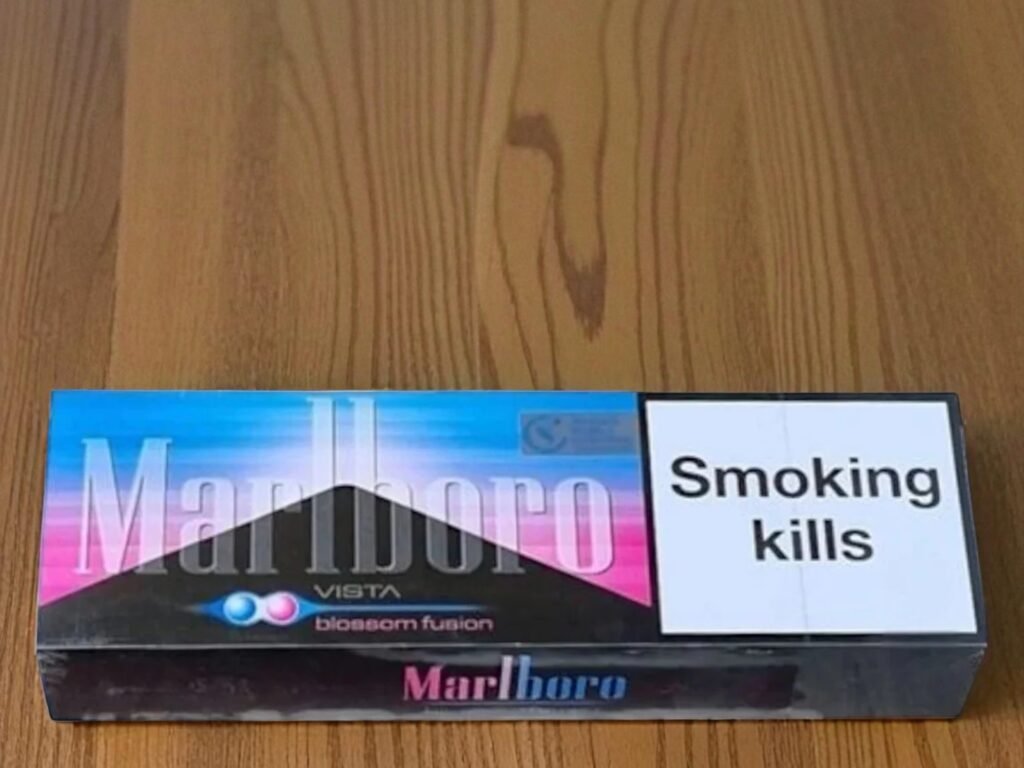 Marlboro
VISTA
blossom fusion
Smoking
kills
Marlboro